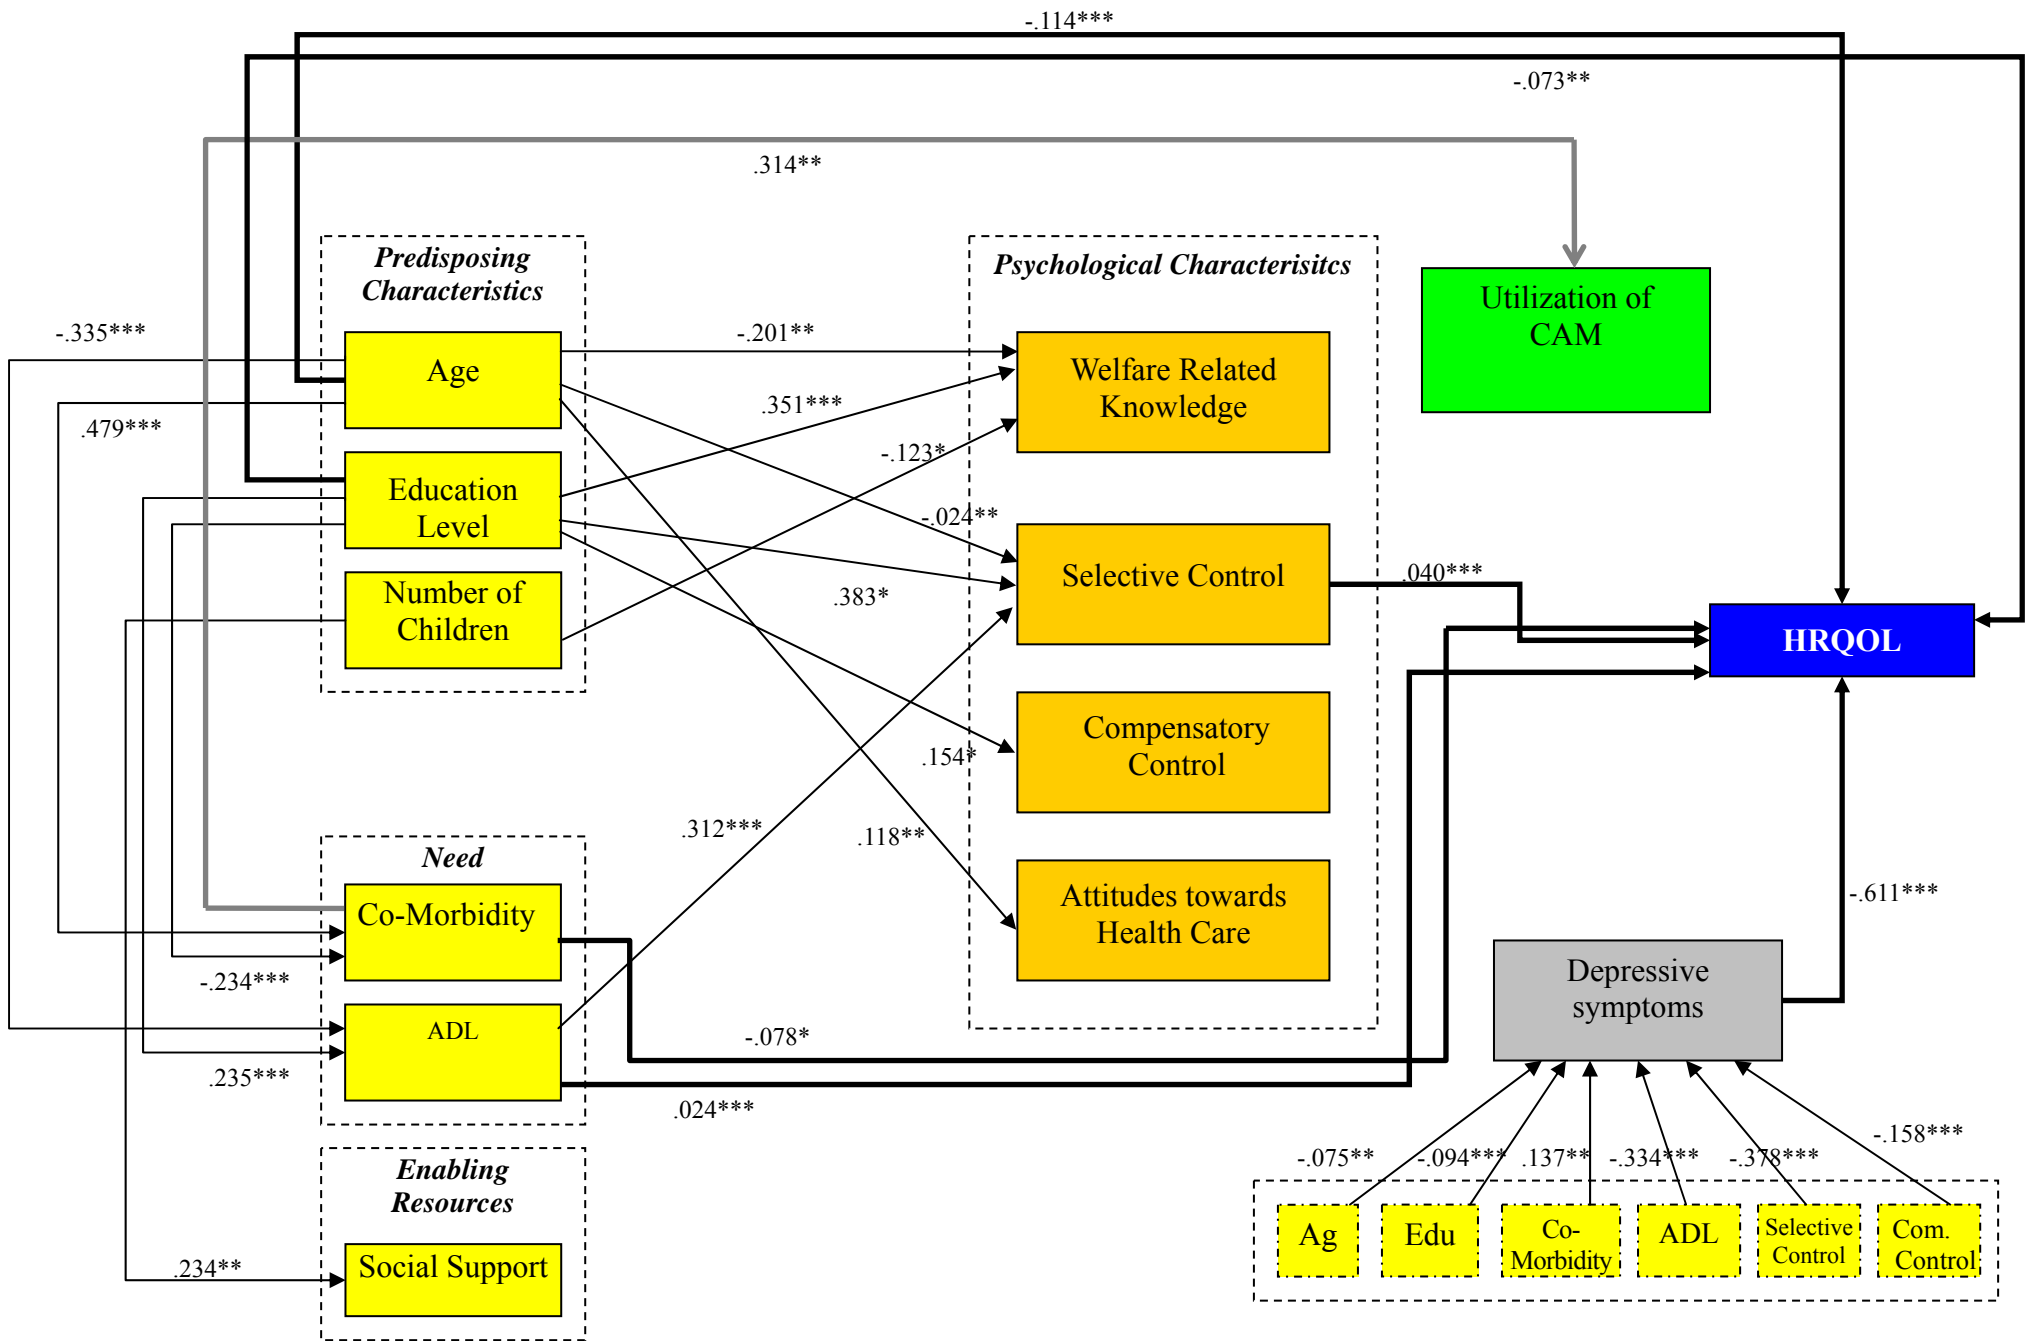 -.114***
-.073**
.314**
Predisposing
Characteristics
Psychological Characterisitcs
Utilization of
CAM
-.335***
-.201**
Age
Welfare Related
Knowledge
.479***
.351***
-.123*
Education
Level
-.024**
Selective Control
.040***
Number of
Children
.383*
HRQOL
Compensatory
Control
.154*
.312***
.118**
Need
Co-Morbidity
Attitudes towards
Health Care
-.611***
-.234***
Depressive
symptoms
ADL
-.078*
.235***
.024***
-.158***
-.075**
-.094***
.137**
-.334***
-.378***
Enabling
Resources
Ag
Edu
Co-
Morbidity
ADL
Selective
Control
Com.
Control
Social Support
.234**